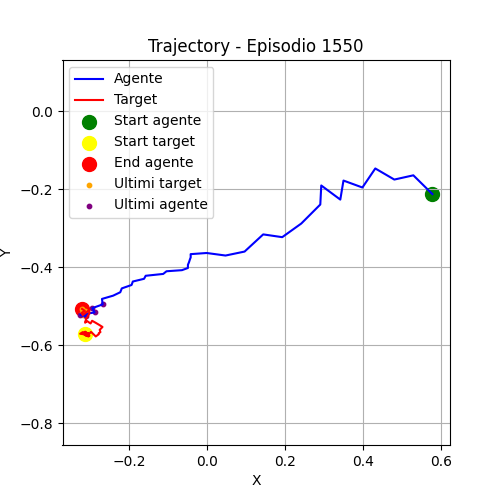 Trajectory - Episodio 1550
Agente
Target
Start agente
Start target
End agente
Ultimi target
Ultimi agente
0.0
−0.2
−0.4
−0.6
−0.8
Y
−0.2
0.0
0.2
0.4
0.6
X